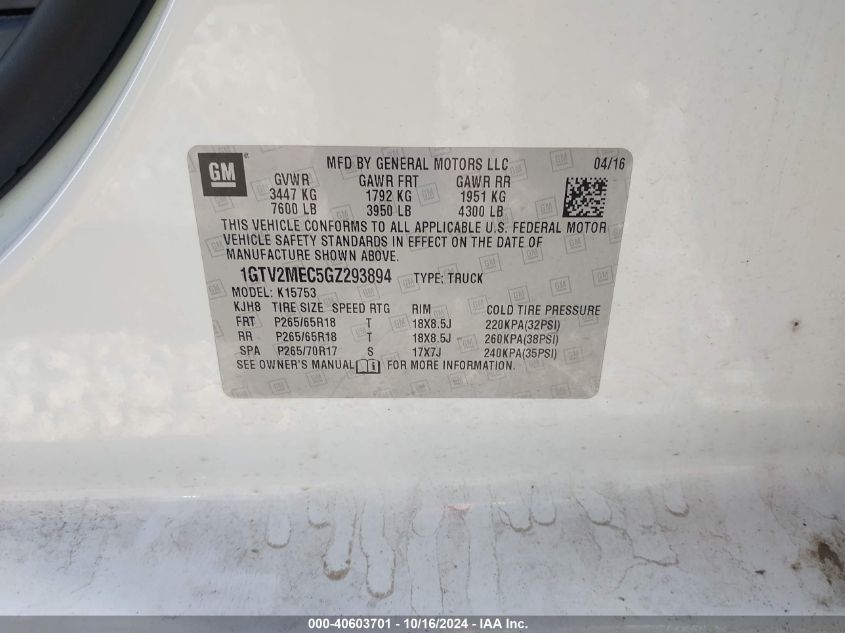 GM
MFD BY GENERAL MOTORS LLC 04/16
GVWR GAWR FRT GAWR RR
3447 KG 1792 KG 1951 KG
7600 LB 3950 LB 4300 LB
THIS VEHICLE CONFORMS TO ALL APPLICABLE U.S. FEDERAL MOTOR
VEHICLE SAFETY STANDARDS IN EFFECT ON THE DATE OF
MANUFACTURE SHOWN ABOVE.
1GTV2MEC5GZ293894 TYPE: TRUCK
MODEL: K15753
KJH8 TIRE SIZE SPEED RTG RIM COLD TIRE PRESSURE
FRT P265/65R18 T 18X8.5J 220KPA(32PSI)
RR P265/65R18 T 18X8.5J 260KPA(38PSI)
SPA P265/70R17 S 17X7J 240KPA(35PSI)
SEE OWNER'S MANUAL FOR MORE INFORMATION.
000-40603701 - 10/16/2024 - IAA Inc.